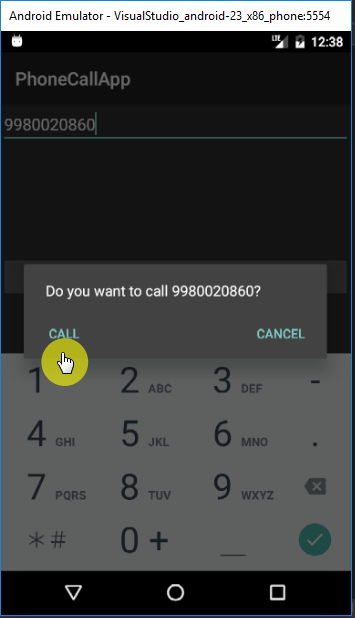 Android Emulator - VisualStudio_android-23_x86_phone:5554
LTE 12:38
PhoneCallApp
9980020860
Do you want to call 9980020860?
CALL CANCEL
1 2 ABC 3 DEF -
4 GHI 5 JKL 6 MNO .
7 PQRS 8 TUV 9 WXYZ
*# 0 + _